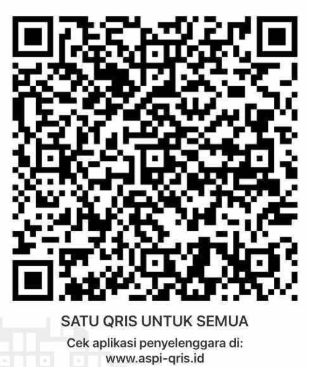 SATU QRIS UNTUK SEMUA
Cek aplikasi penyelenggara di:
www.aspi-qris.id